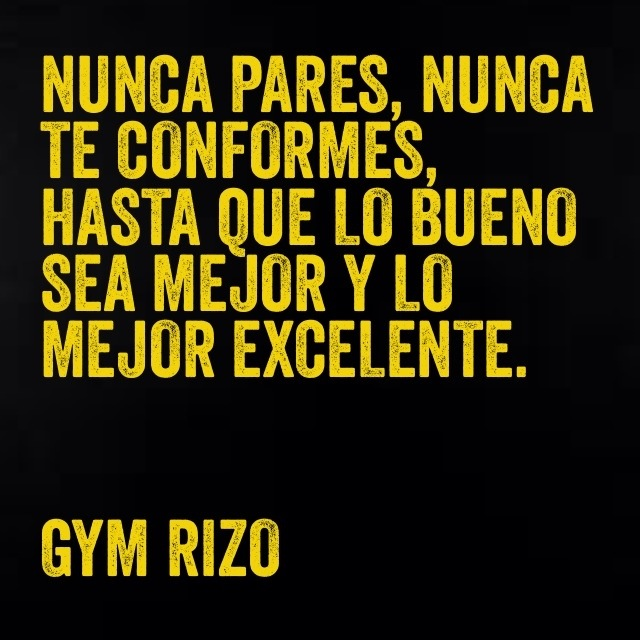 NUNCA PARES, NUNCA
TE CONFORMES,
HASTA QUE LO BUENO
SEA MEJOR Y LO
MEJOR EXCELENTE.
GYM RIZO